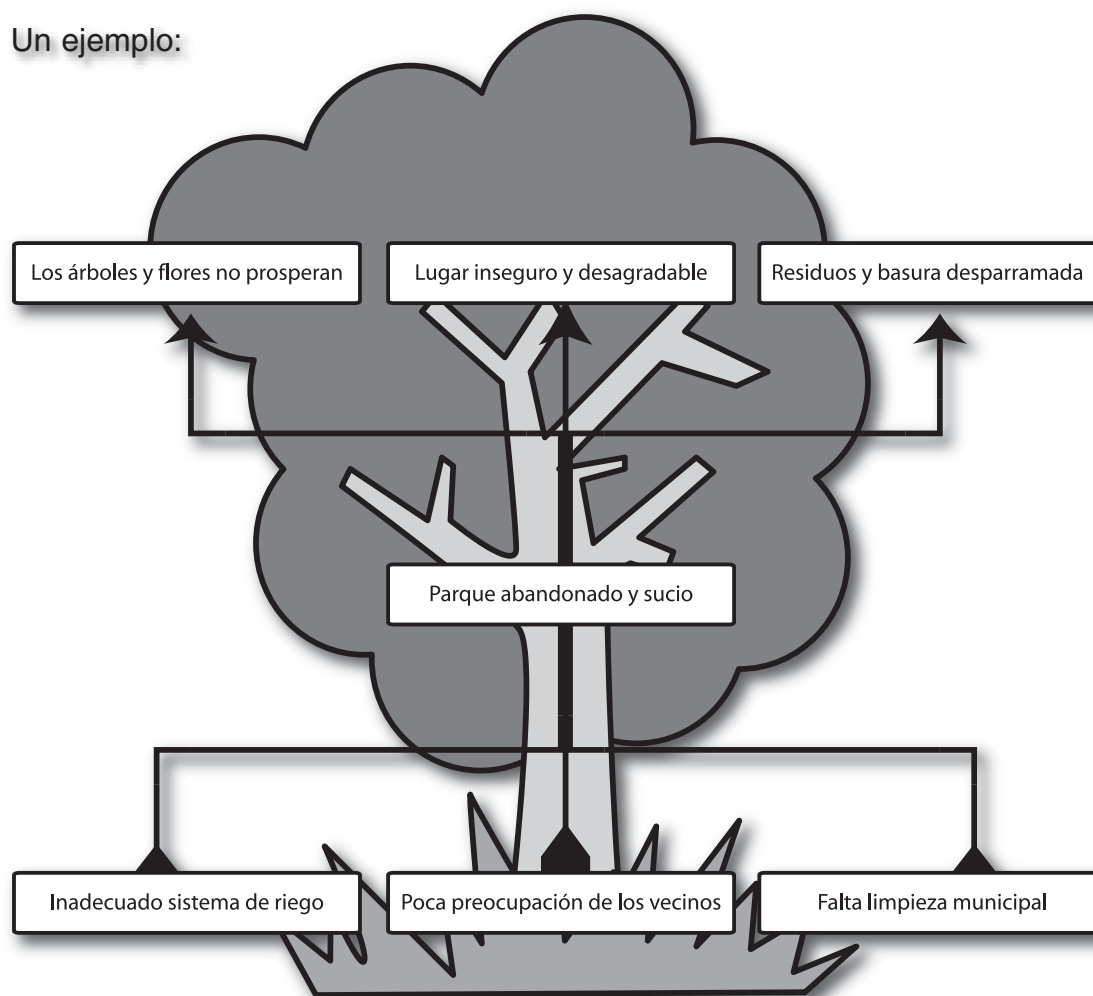 Un ejemplo:
Los árboles y flores no prosperan
Lugar inseguro y desagradable
Residuos y basura desparramada
Parque abandonado y sucio
Inadecuado sistema de riego
Poca preocupación de los vecinos
Falta limpieza municipal